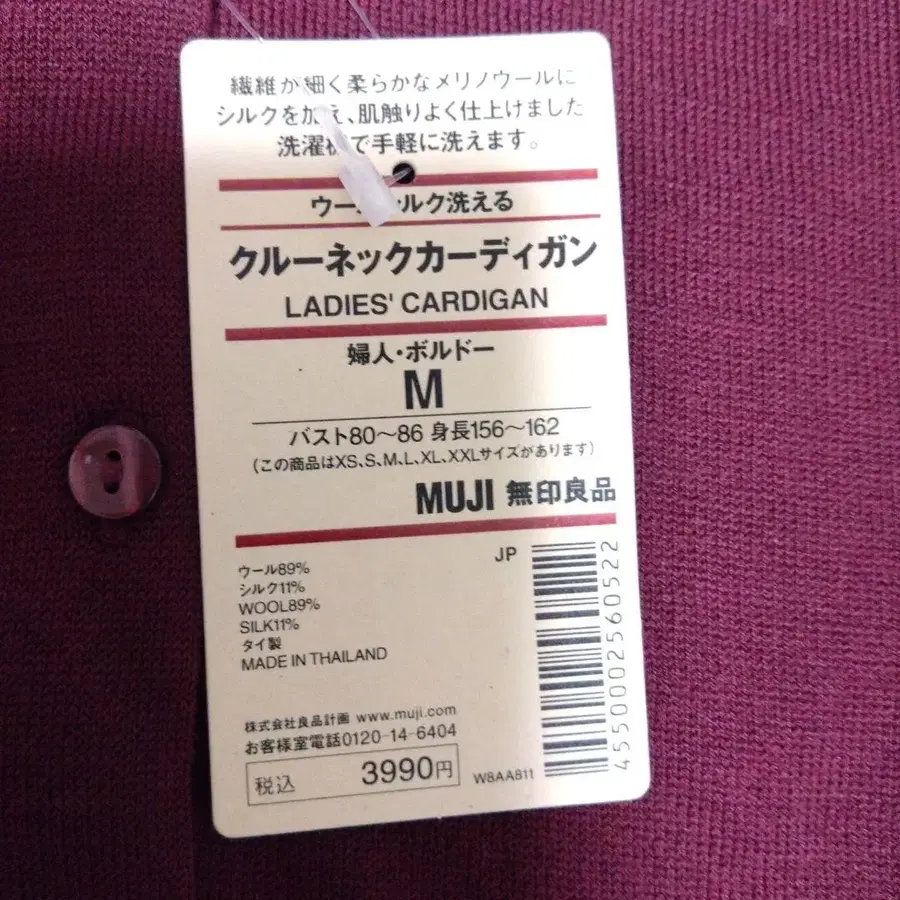 繊維が細く柔らかなメリノウールに
シルクを加え、肌触りよく仕上げました
洗濯機で手軽に洗えます。
ウールシルク洗える
クルーネックカーディガン
LADIES' CARDIGAN
婦人・ボルドー
M
バスト80〜86 身長156〜162
(この商品はXS、S、M、L、XL、XXLサイズがあります)
MUJI 無印良品
JP
ウール89%
シルク11%
WOOL89%
SILK11%
タイ製
MADE IN THAILAND
株式会社良品計画 www.muji.com
お客様室電話0120-14-6404
税込 3990円
W8AA811
4550002560522